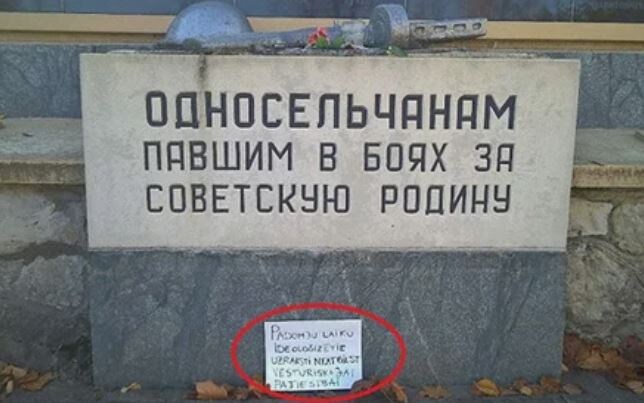 ОДНОСЕЛЬЧАНАМ
ПАВШИМ В БОЯХ ЗА
СОВЕТСКУЮ РОДИНУ
PADOMJU LAIKU
IDEOLOĢIZĒTIE
UZRAKSTI NEATBILST
VĒSTURISKAJAI
PATIESĪBAI